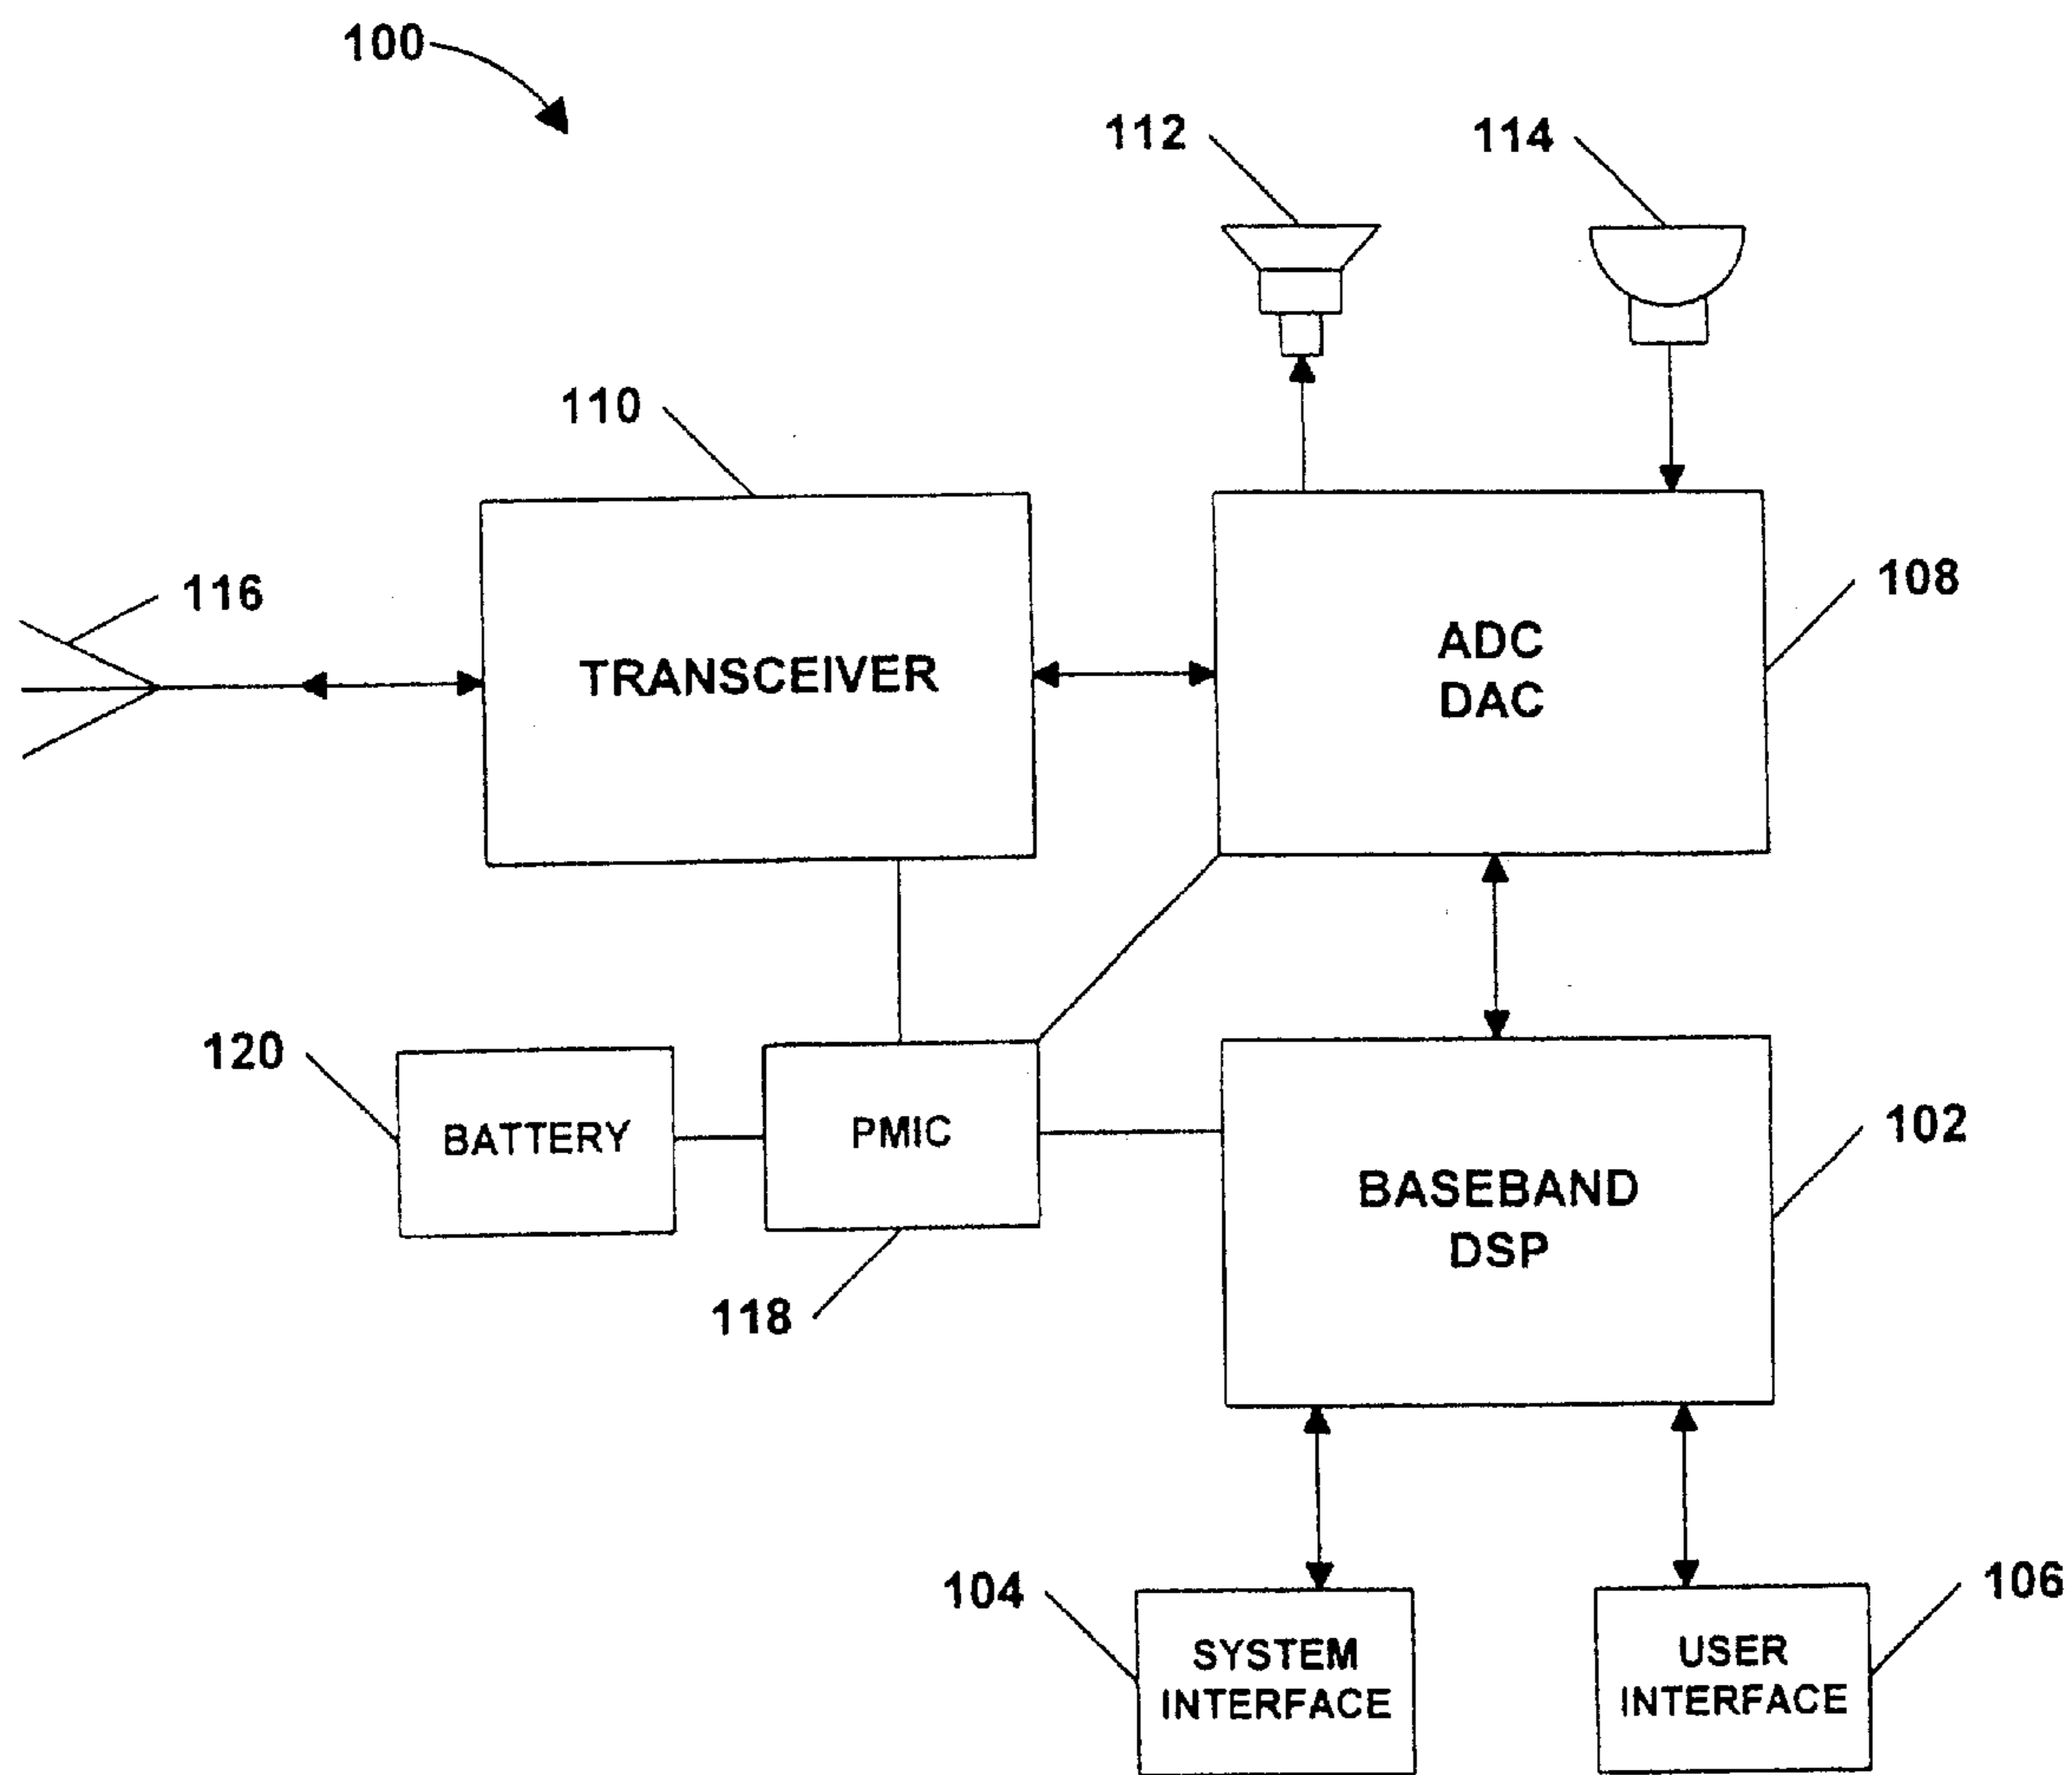 100
112
114
110
116
108
TRANSCEIVER
ADC
DAC
120
BATTERY
PMIC
102
BASEBAND
DSP
118
104
106
SYSTEM
INTERFACE
USER
INTERFACE